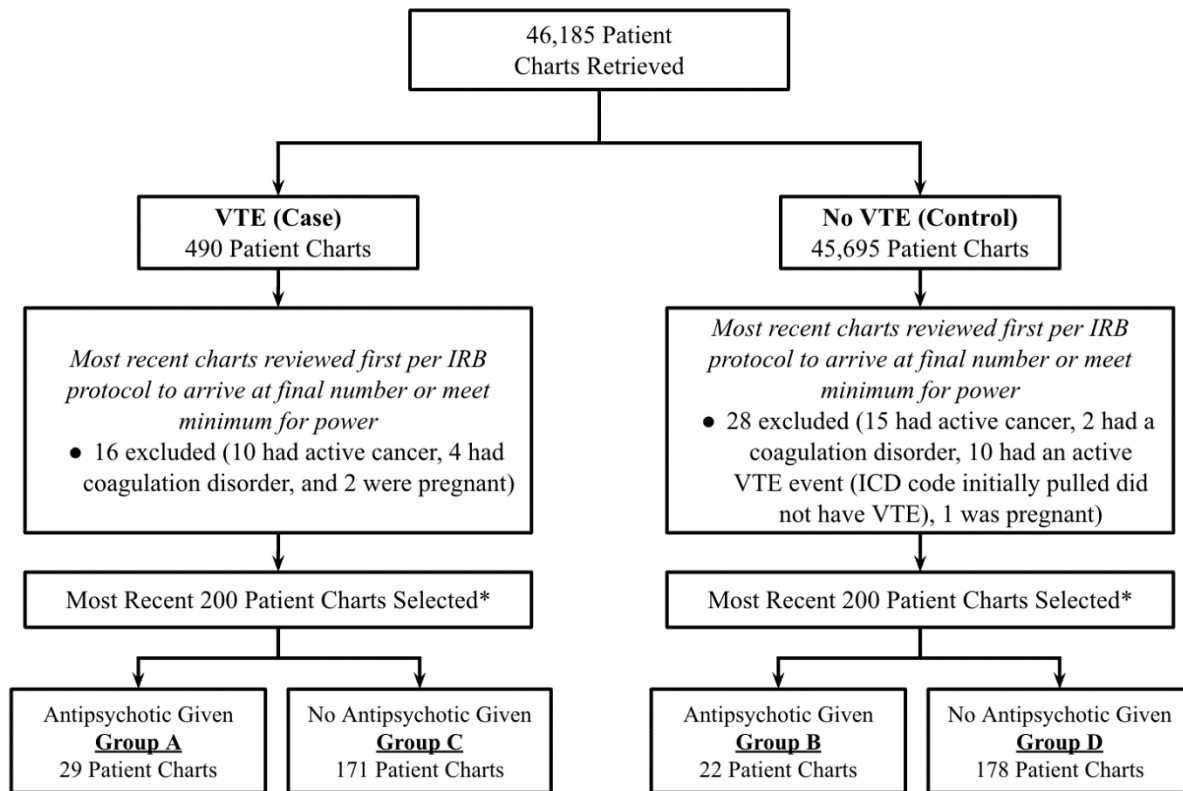 46,185 Patient
Charts Retrieved
VTE (Case)
490 Patient Charts
No VTE (Control)
45,695 Patient Charts
Most recent charts reviewed first per IRB
protocol to arrive at final number or meet
minimum for power
● 16 excluded (10 had active cancer, 4 had
coagulation disorder, and 2 were pregnant)
Most recent charts reviewed first per IRB
protocol to arrive at final number or meet
minimum for power
● 28 excluded (15 had active cancer, 2 had a
coagulation disorder, 10 had an active
VTE event (ICD code initially pulled did
not have VTE), 1 was pregnant)
Most Recent 200 Patient Charts Selected*
Most Recent 200 Patient Charts Selected*
Antipsychotic Given
Group A
29 Patient Charts
No Antipsychotic Given
Group C
171 Patient Charts
Antipsychotic Given
Group B
22 Patient Charts
No Antipsychotic Given
Group D
178 Patient Charts